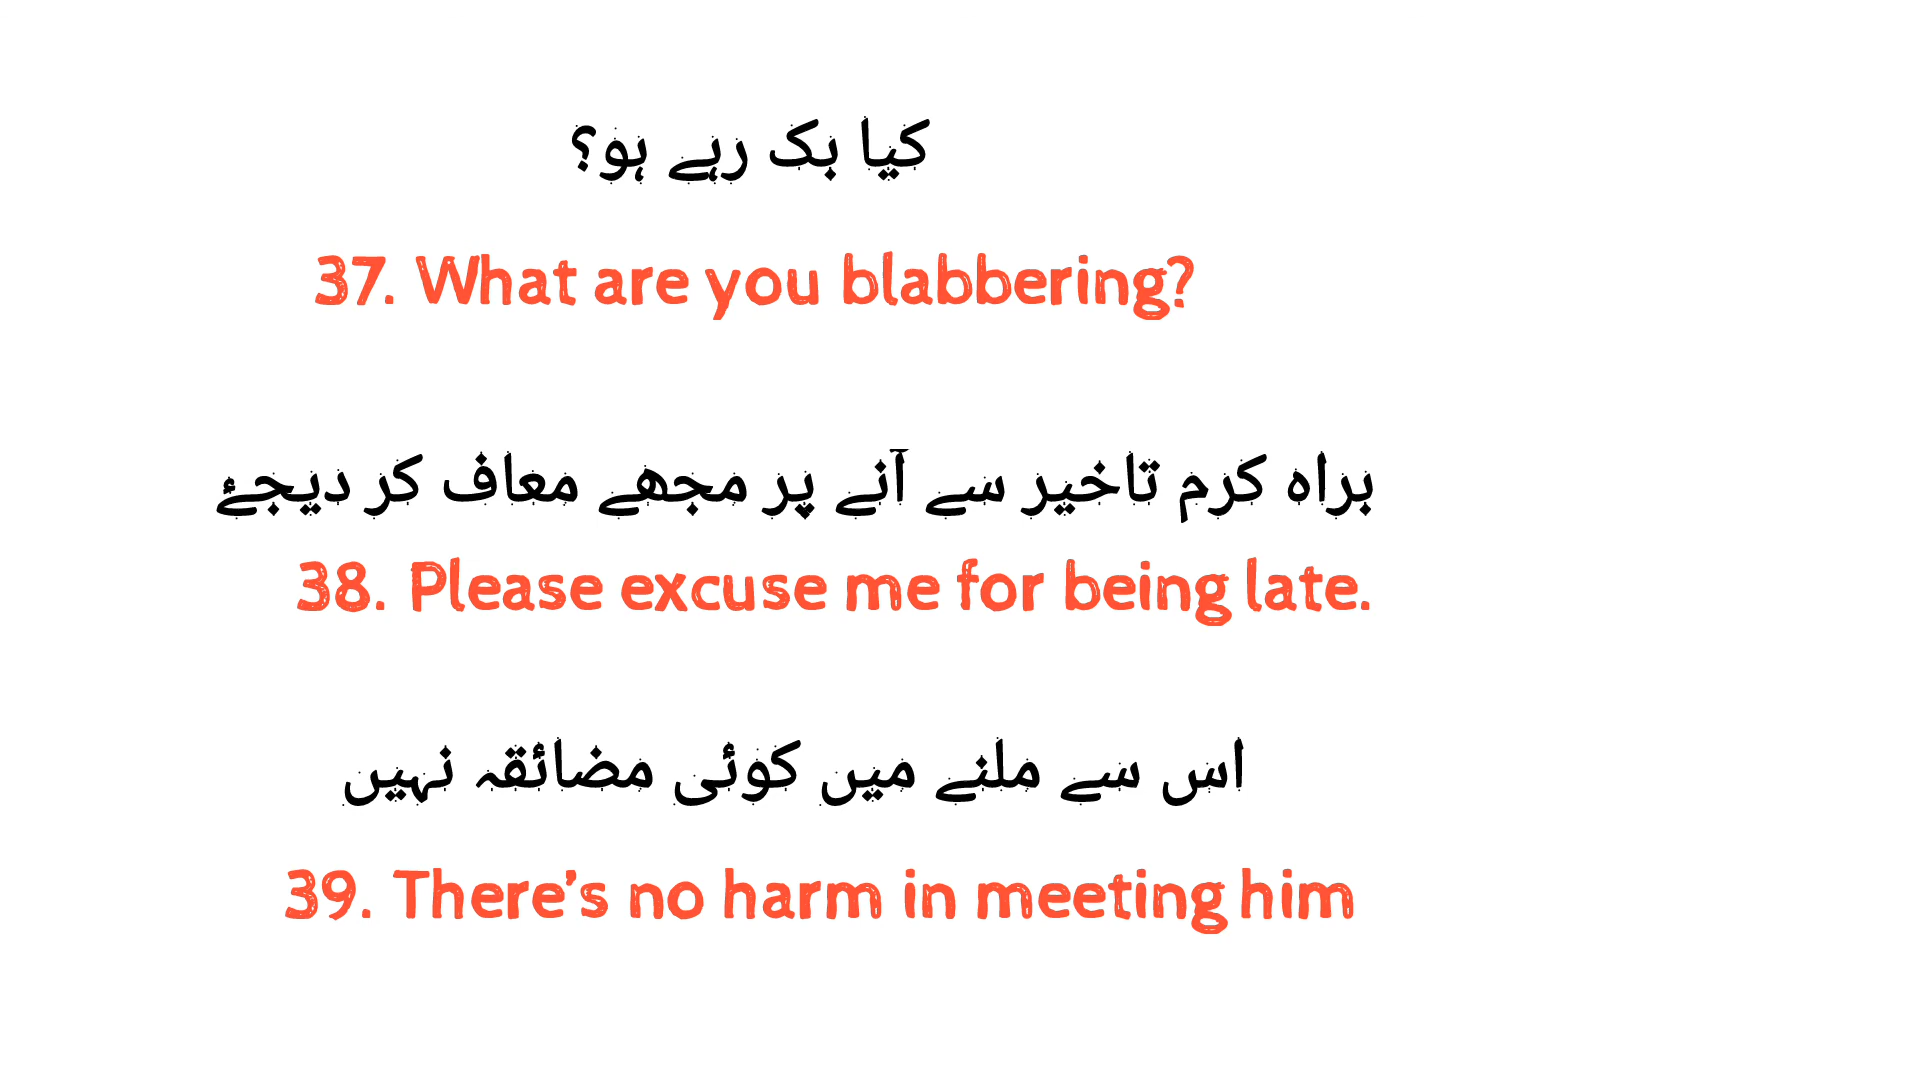 کیا بک رہے ہو؟
37. What are you blabbering?
براہ کرم تاخیر سے آنے پر مجھے معاف کر دیجۓ
38. Please excuse me for being late.
اس سے ملنے میں کوئی مضائقہ نہیں
39. There's no harm in meeting him